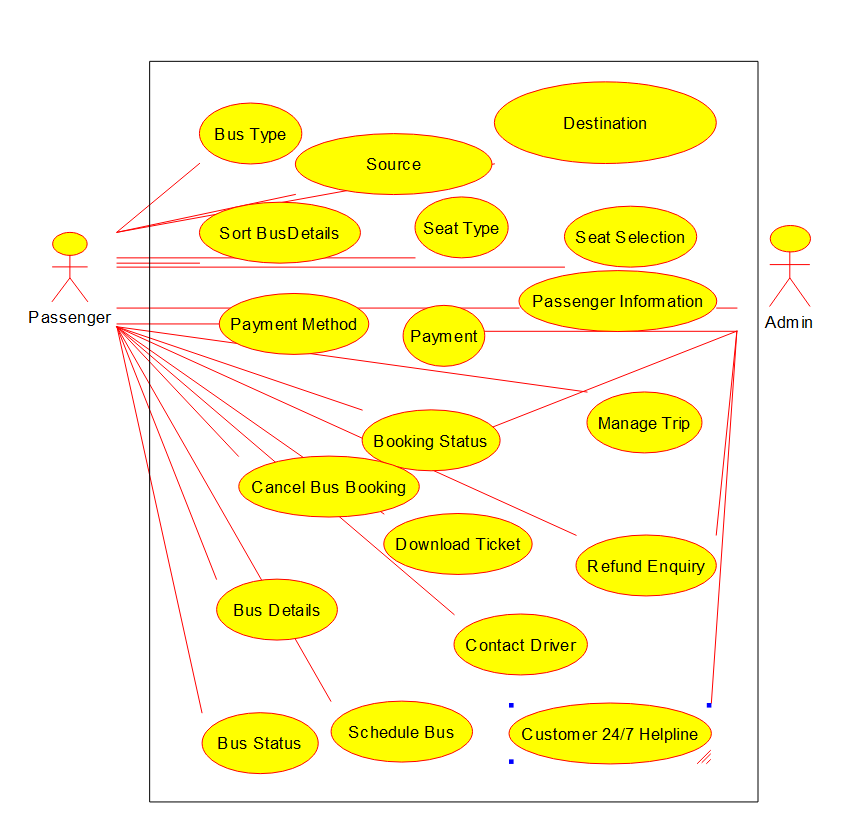 Destination
Bus Type
Source
Sort BusDetails
Seat Type
Seat Selection
Passenger Information
Passenger
Payment Method
Payment
Admin
Manage Trip
Booking Status
Cancel Bus Booking
Download Ticket
Refund Enquiry
Bus Details
Contact Driver
Bus Status
Schedule Bus
Customer 24/7 Helpline